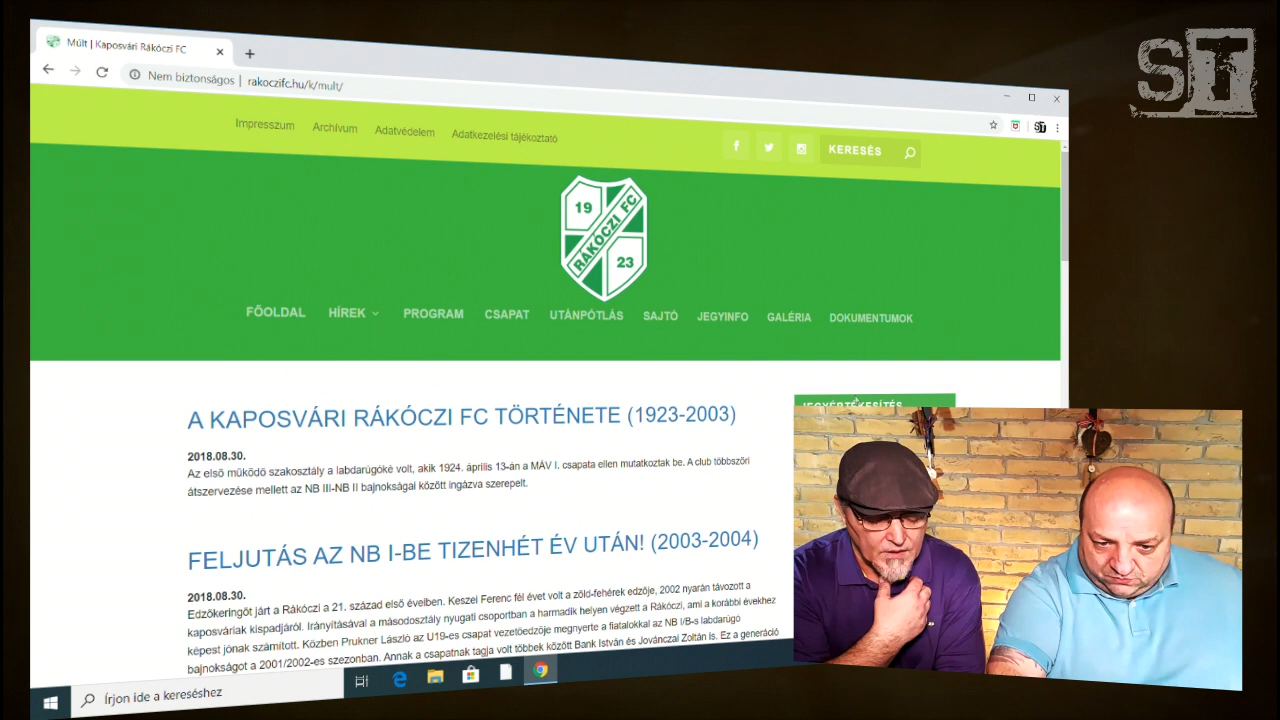 Múlt | Kaposvári Rákóczi FC
Nem biztonságos | rakoczifc.hu/k/mult/
ST
Impresszum Archívum Adatvédelem Adatkezelési tájékoztató
KERESÉS
19
RÁKÓCZI FC
23
FŐOLDAL HÍREK PROGRAM CSAPAT UTÁNPÓTLÁS SAJTÓ JEGYINFO GALÉRIA DOKUMENTUMOK
JEGYÉRTÉKESÍTÉS
A KAPOSVÁRI RÁKÓCZI FC TÖRTÉNETE (1923-2003)
2018.08.30.
Az első működő szakosztály a labdarúgóké volt, akik 1924. április 13-án a MÁV I. csapata ellen mutatkoztak be. A club többszöri
átszervezése mellett az NB III-NB II bajnokságai között ingázva szerepelt.
FELJUTÁS AZ NB I-BE TIZENHÉT ÉV UTÁN! (2003-2004)
2018.08.30.
Edzőkeringőt járt a Rákóczi a 21. század első éveiben. Keszei Ferenc fél évet volt a zöld-fehérek edzője, 2002 nyarán távozott a
kaposváriak kispadjáról. Irányításával a másodosztály nyugati csoportban a harmadik helyen végzett a Rákóczi, ami a korábbi évekhez
képest jónak számított. Közben Prukner László az U19-es csapat vezetőedzője megnyerte a fiatalokkal az NB I/B-s labdarúgó
bajnokságot a 2001/2002-es szezonban. Annak a csapatnak tagja volt többek között Bank István és Jovánczai Zoltán is. Ez a generáció
Írjon ide a kereséshez